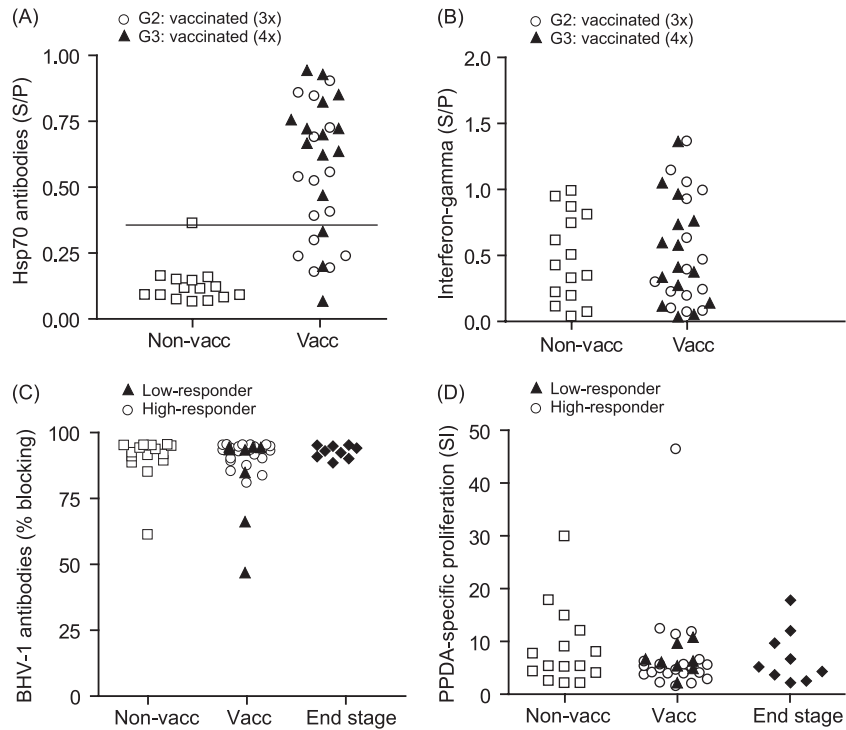 (A)
○ G2: vaccinated (3x)
▲ G3: vaccinated (4x)
Hsp70 antibodies (S/P)
1.00
0.75
0.50
0.25
0.00
Non-vacc Vacc
(B)
○ G2: vaccinated (3x)
▲ G3: vaccinated (4x)
Interferon-gamma (S/P)
2.0
1.5
1.0
0.5
0.0
Non-vacc Vacc
(C)
▲ Low-responder
○ High-responder
BHV-1 antibodies (% blocking)
100
75
50
25
0
Non-vacc Vacc End stage
(D)
▲ Low-responder
○ High-responder
PPDA-specific proliferation (SI)
50
40
30
20
10
0
Non-vacc Vacc End stage